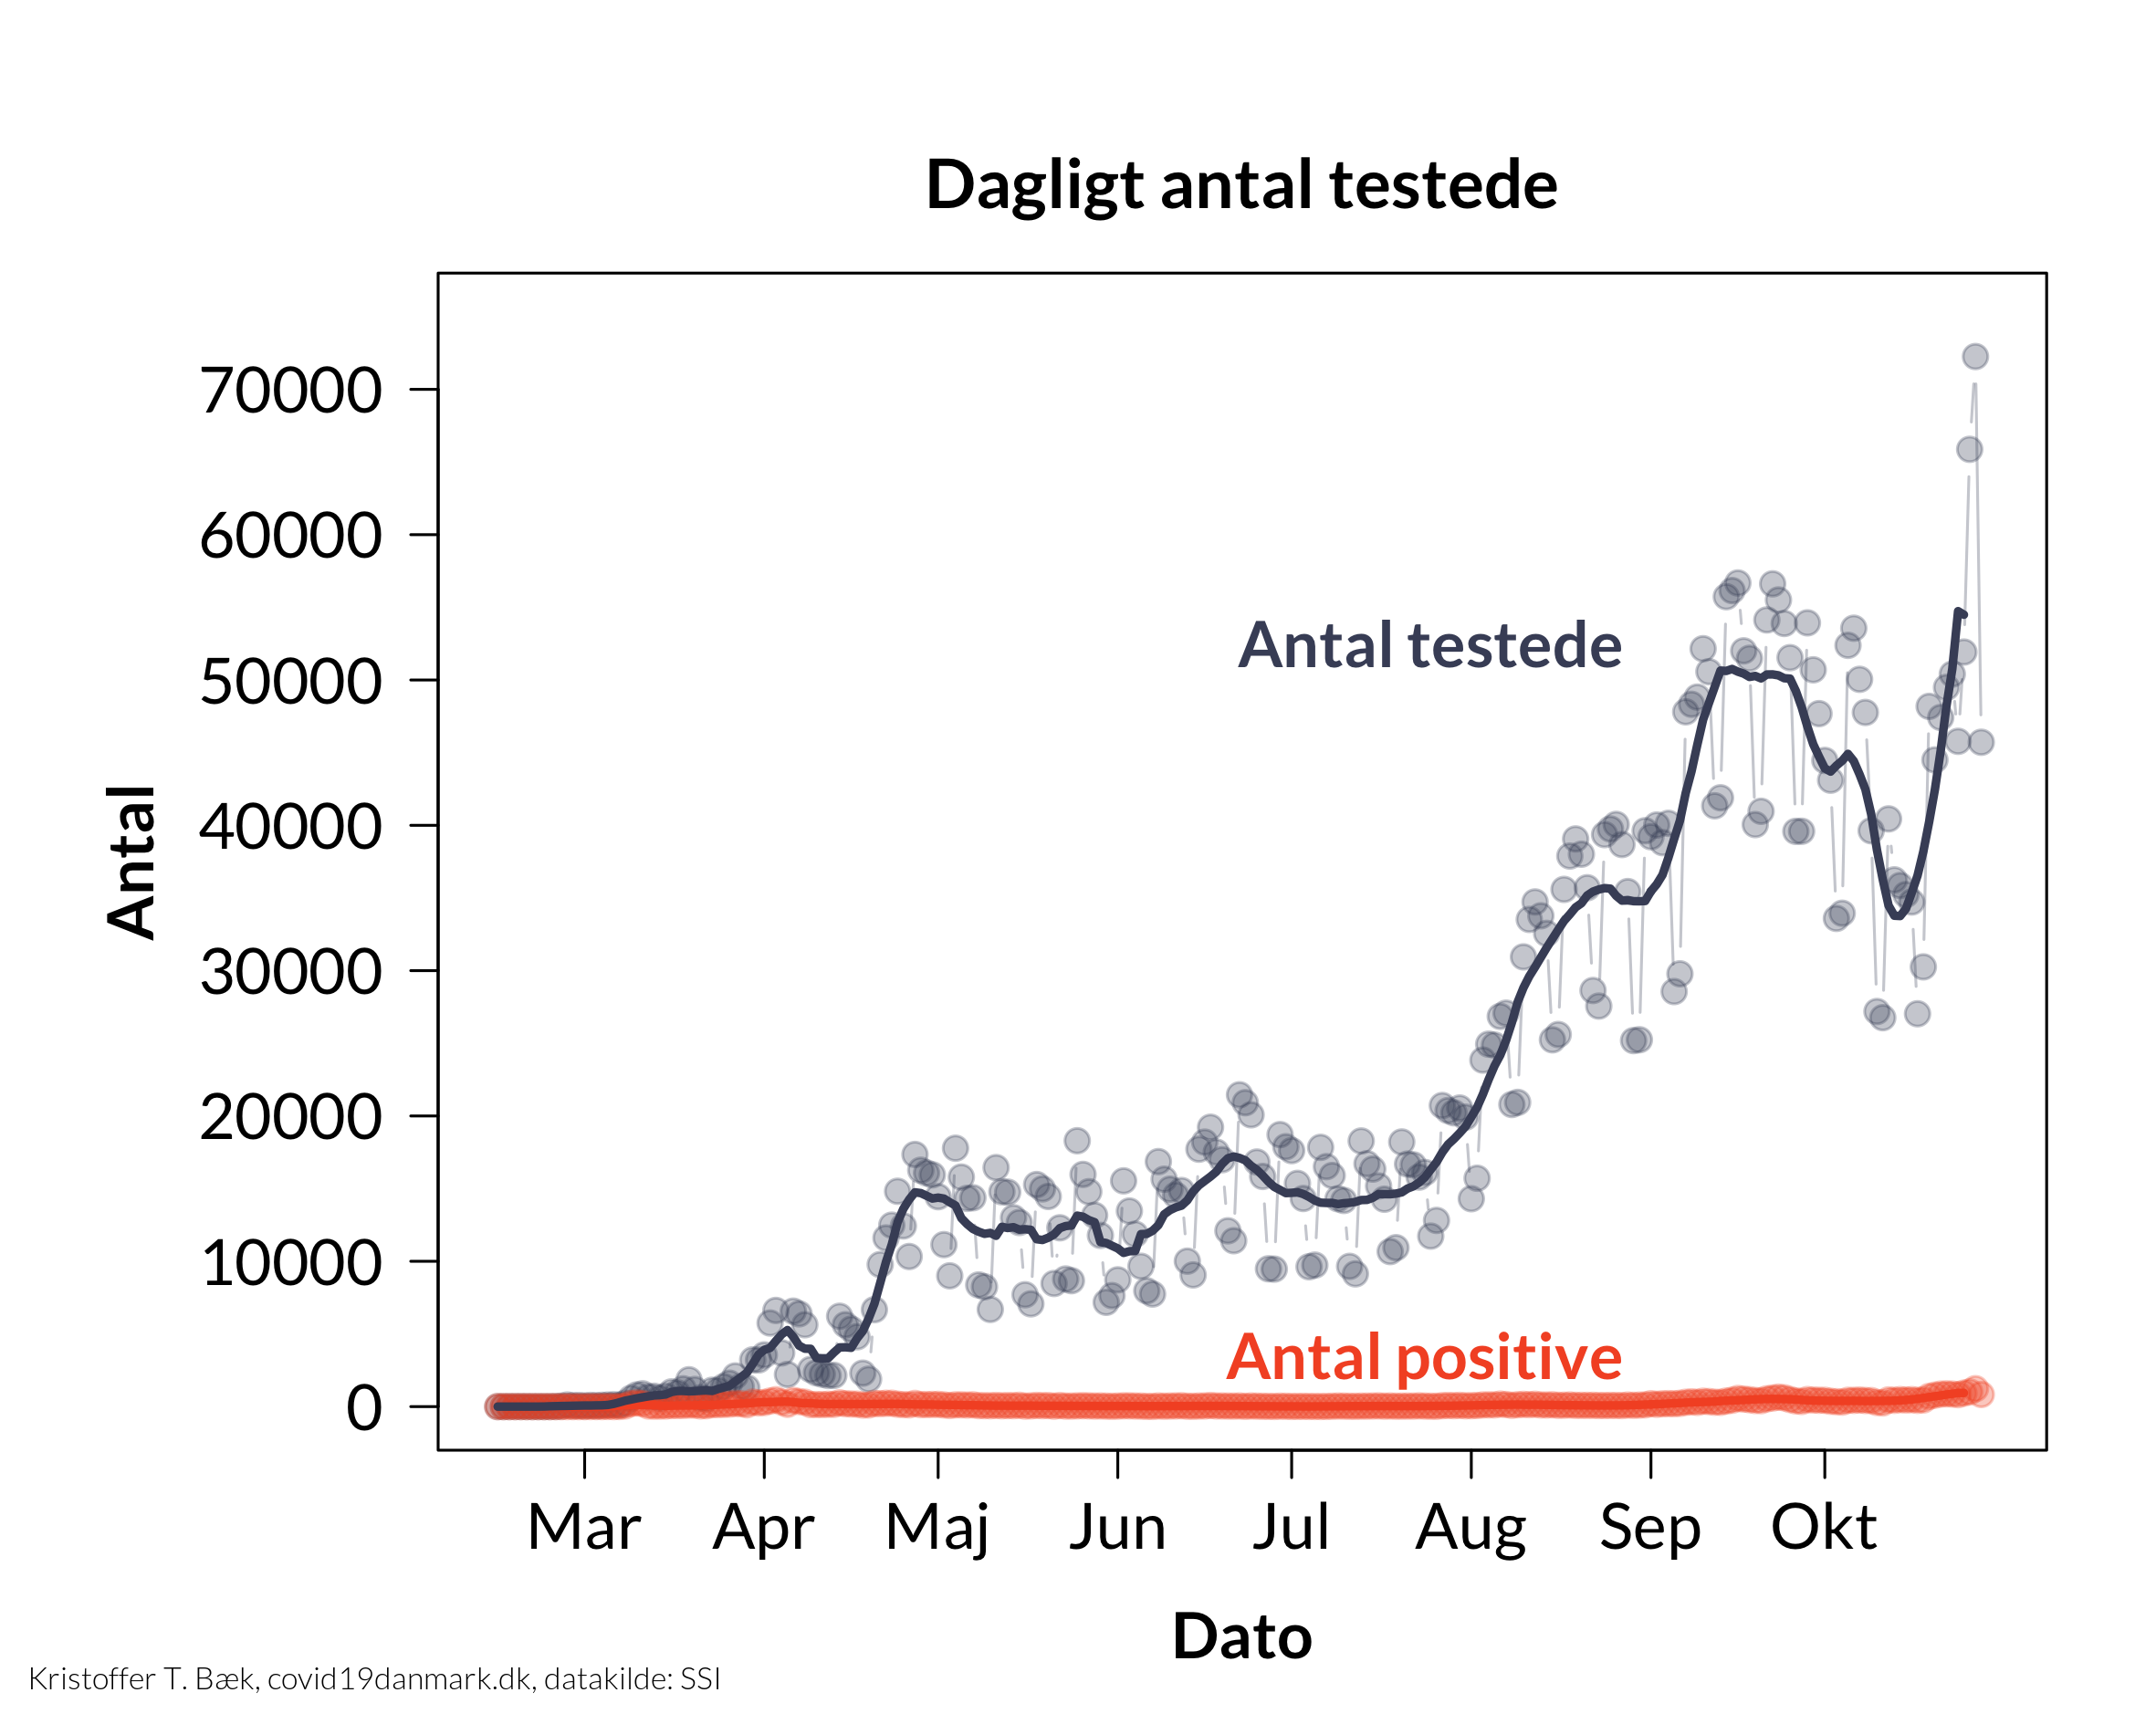 Dagligt antal testede
Antal
70000
60000
50000
40000
30000
20000
10000
0
Antal testede
Antal positive
Mar Apr Maj Jun Jul Aug Sep Okt
Dato
Kristoffer T. Bæk, covid19danmark.dk, datakilde: SSI